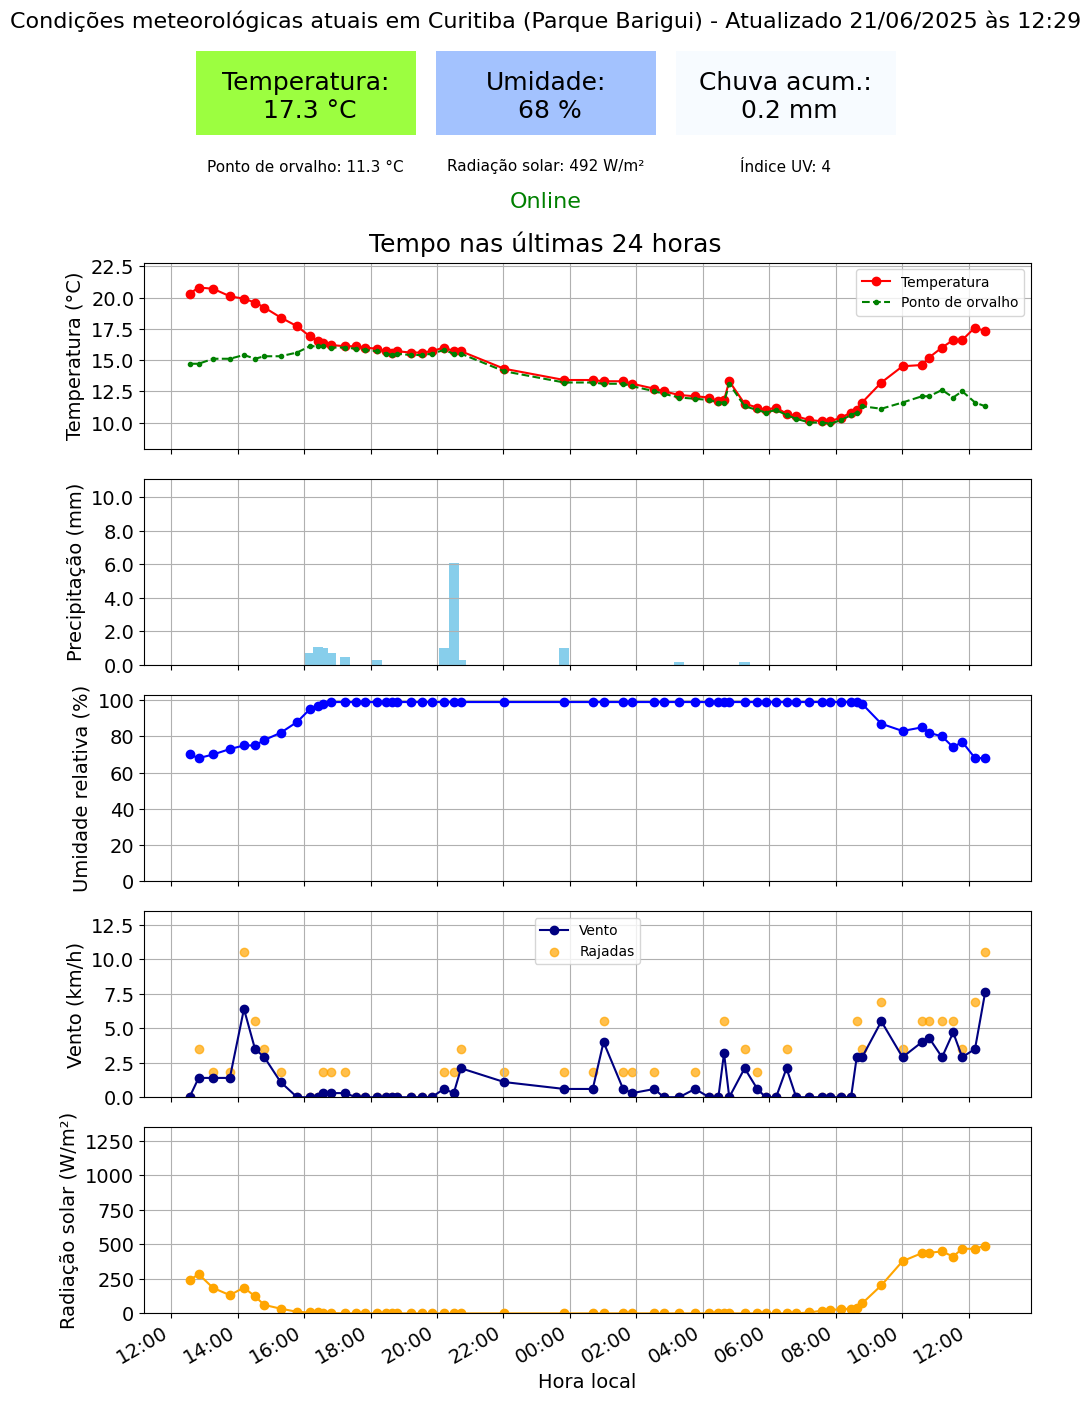 Condições meteorológicas atuais em Curitiba (Parque Barigui) - Atualizado 21/06/2025 às 12:29
Temperatura:
17.3 °C
Umidade:
68 %
Chuva acum.:
0.2 mm
Ponto de orvalho: 11.3 °C
Radiação solar: 492 W/m²
Índice UV: 4
Online
Tempo nas últimas 24 horas
Temperatura (°C)
22.5
20.0
17.5
15.0
12.5
10.0
Temperatura
Ponto de orvalho
Precipitação (mm)
10.0
8.0
6.0
4.0
2.0
0.0
Umidade relativa (%)
100
80
60
40
20
0
Vento (km/h)
12.5
10.0
7.5
5.0
2.5
0.0
Vento
Rajadas
Radiação solar (W/m²)
1250
1000
750
500
250
0
12:00
14:00
16:00
18:00
20:00
22:00
00:00
02:00
04:00
06:00
08:00
10:00
12:00
Hora local